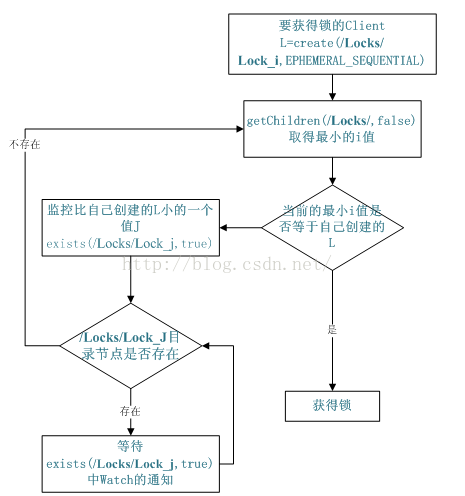 要获得锁的Client
L=create(/Locks/
Lock_i,EPHEMERAL_SEQUENTIAL)
getChildren(/Locks/,false)
取得最小的i值
不存在
当前的最小i值是
否等于自己创建的
L
监控比自己创建的L小的一个
值J
exists(/Locks/Lock_j,true)
http://blog.csdn.net/
/Locks/Lock_J目
录节点是否存在
是
获得锁
存在
等待
exists(/Locks/Lock_j,true)
中Watch的通知